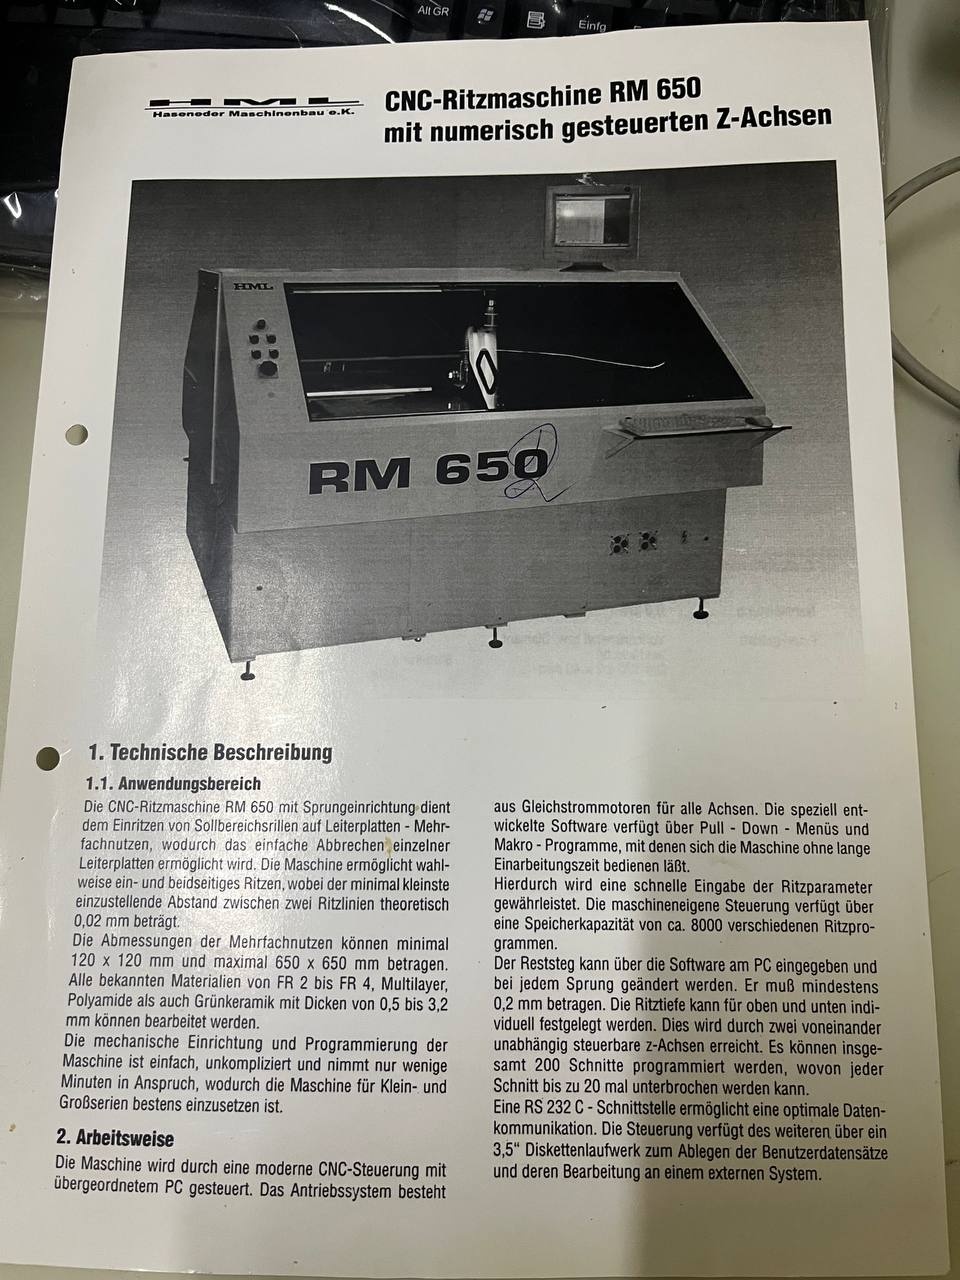 Alt GR
Einfg
HML
Haseneder Maschinenbau e.K.
CNC-Ritzmaschine RM 650
mit numerisch gesteuerten Z-Achsen
HML
RM 650
1. Technische Beschreibung
1.1. Anwendungsbereich
Die CNC-Ritzmaschine RM 650 mit Sprungeinrichtung dient
dem Einritzen von Sollbereichsrillen auf Leiterplatten - Mehr-
fachnutzen, wodurch das einfache Abbrechen einzelner
Leiterplatten ermöglicht wird. Die Maschine ermöglicht wahl-
weise ein- und beidseitiges Ritzen, wobei der minimal kleinste
einzustellende Abstand zwischen zwei Ritzlinien theoretisch
0,02 mm beträgt.
Die Abmessungen der Mehrfachnutzen können minimal
120 x 120 mm und maximal 650 x 650 mm betragen.
Alle bekannten Materialien von FR 2 bis FR 4, Multilayer,
Polyamide als auch Grünkeramik mit Dicken von 0,5 bis 3,2
mm können bearbeitet werden.
Die mechanische Einrichtung und Programmierung der
Maschine ist einfach, unkompliziert und nimmt nur wenige
Minuten in Anspruch, wodurch die Maschine für Klein- und
Großserien bestens einzusetzen ist.
2. Arbeitsweise
Die Maschine wird durch eine moderne CNC-Steuerung mit
übergeordnetem PC gesteuert. Das Antriebssystem besteht
aus Gleichstrommotoren für alle Achsen. Die speziell ent-
wickelte Software verfügt über Pull - Down - Menüs und
Makro - Programme, mit denen sich die Maschine ohne lange
Einarbeitungszeit bedienen läßt.
Hierdurch wird eine schnelle Eingabe der Ritzparameter
gewährleistet. Die maschineneigene Steuerung verfügt über
eine Speicherkapazität von ca. 8000 verschiedenen Ritzpro-
grammen.
Der Reststeg kann über die Software am PC eingegeben und
bei jedem Sprung geändert werden. Er muß mindestens
0,2 mm betragen. Die Ritztiefe kann für oben und unten indi-
viduell festgelegt werden. Dies wird durch zwei voneinander
unabhängig steuerbare z-Achsen erreicht. Es können insge-
samt 200 Schnitte programmiert werden, wovon jeder
Schnitt bis zu 20 mal unterbrochen werden kann.
Eine RS 232 C - Schnittstelle ermöglicht eine optimale Daten-
kommunikation. Die Steuerung verfügt des weiteren über ein
3,5“ Diskettenlaufwerk zum Ablegen der Benutzerdatensätze
und deren Bearbeitung an einem externen System.